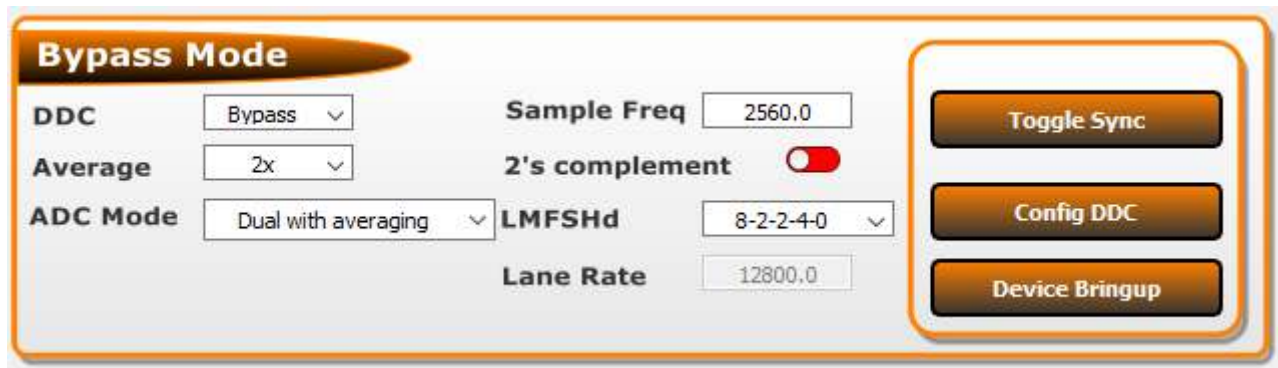 Bypass Mode
DDC
Bypass
Sample Freq
2560.0
Toggle Sync
Average
2x
2's complement
ADC Mode
Dual with averaging
LMFSHd
8-2-2-4-0
Config DDC
Lane Rate
12800.0
Device Bringup